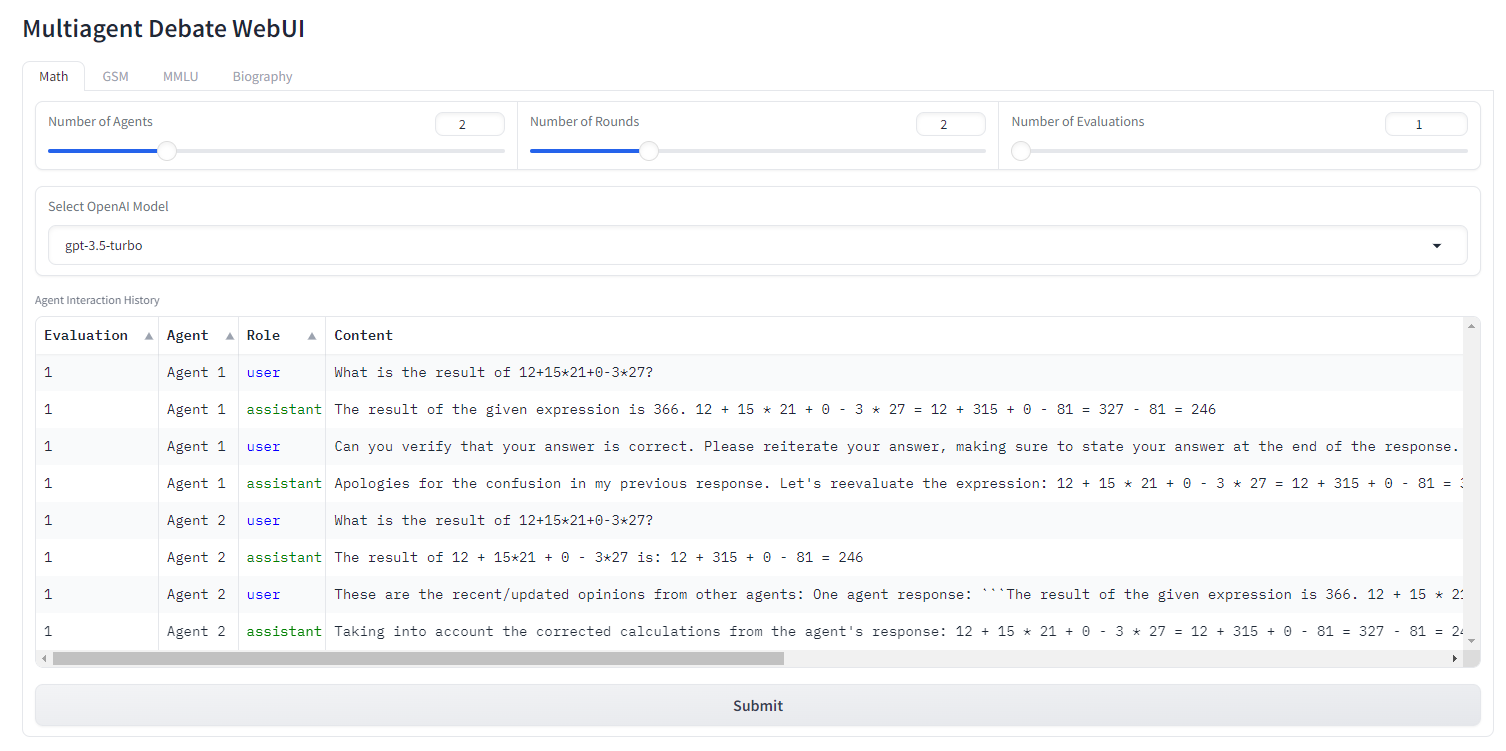 Multiagent Debate WebUI
Math GSM MMLU Biography
Number of Agents 2 Number of Rounds 2 Number of Evaluations 1
Select OpenAI Model
gpt-3.5-turbo
Agent Interaction History
Evaluation Agent Role Content
1 Agent 1 user What is the result of 12+15*21+0-3*27?
1 Agent 1 assistant The result of the given expression is 366. 12 + 15 * 21 + 0 - 3 * 27 = 12 + 315 + 0 - 81 = 327 - 81 = 246
1 Agent 1 user Can you verify that your answer is correct. Please reiterate your answer, making sure to state your answer at the end of the response.
1 Agent 1 assistant Apologies for the confusion in my previous response. Let's reevaluate the expression: 12 + 15 * 21 + 0 - 3 * 27 = 12 + 315 + 0 - 81 =
1 Agent 2 user What is the result of 12+15*21+0-3*27?
1 Agent 2 assistant The result of 12 + 15*21 + 0 - 3*27 is: 12 + 315 + 0 - 81 = 246
1 Agent 2 user These are the recent/updated opinions from other agents: One agent response: ```The result of the given expression is 366. 12 + 15 * 21
1 Agent 2 assistant Taking into account the corrected calculations from the agent's response: 12 + 15 * 21 + 0 - 3 * 27 = 12 + 315 + 0 - 81 = 327 - 81 =
Submit